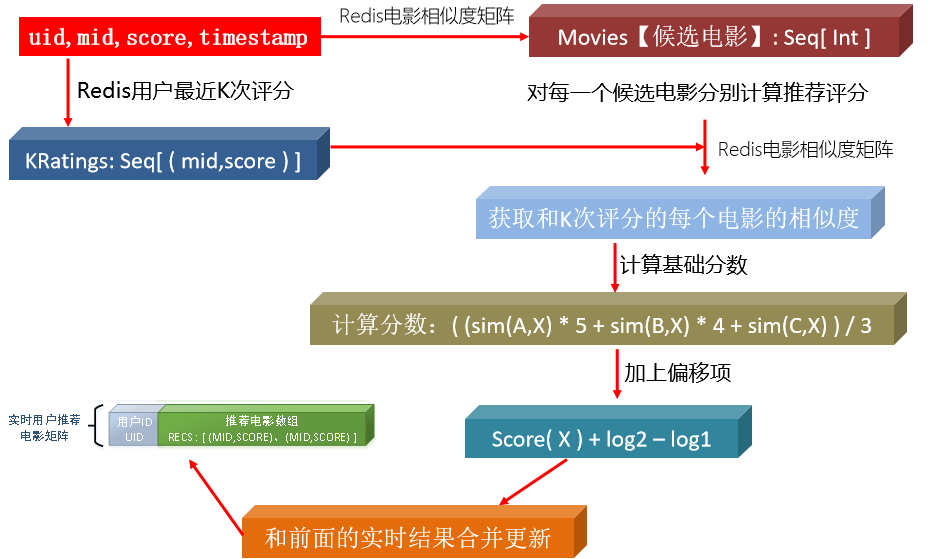 uid,mid,score,timestamp
Redis电影相似度矩阵
Movies【候选电影】: Seq[ Int ]
Redis用户最近K次评分
对每一个候选电影分别计算推荐评分
KRatings: Seq[ ( mid,score ) ]
Redis电影相似度矩阵
获取和K次评分的每个电影的相似度
计算基础分数
计算分数：( (sim(A,X) * 5 + sim(B,X) * 4 + sim(C,X) ) / 3
加上偏移项
实时用户推荐
电影矩阵
用户ID
UID
推荐电影数组
RECS : [ (MID,SCORE)、(MID,SCORE) ]
Score( X ) + log2 – log1
和前面的实时结果合并更新